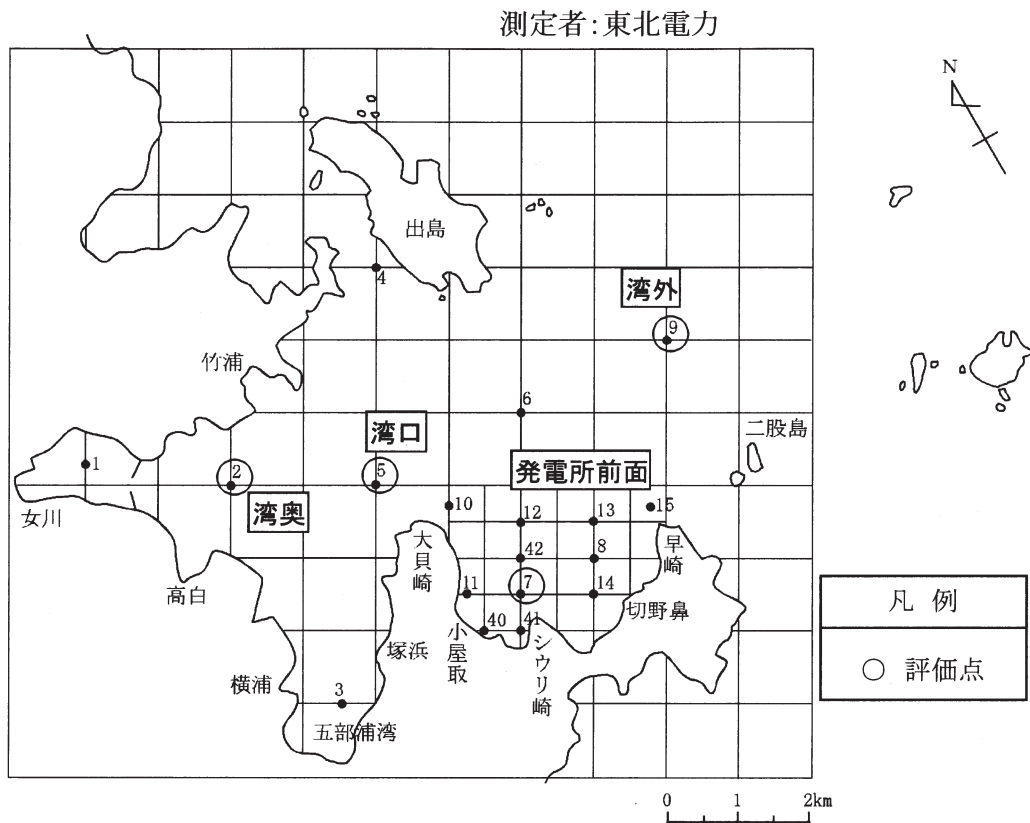 測定者：東北電力
N
出島
4
湾外
9
竹浦
6
二股島
湾口
発電所前面
1
2
5
10
12
13
15
女川
湾奥
大貝崎
42
8
早崎
高白
11
7
14
切野鼻
凡例
40
41
小屋取
シウリ崎
塚浜
○ 評価点
横浦
3
五部浦湾
0 1 2km